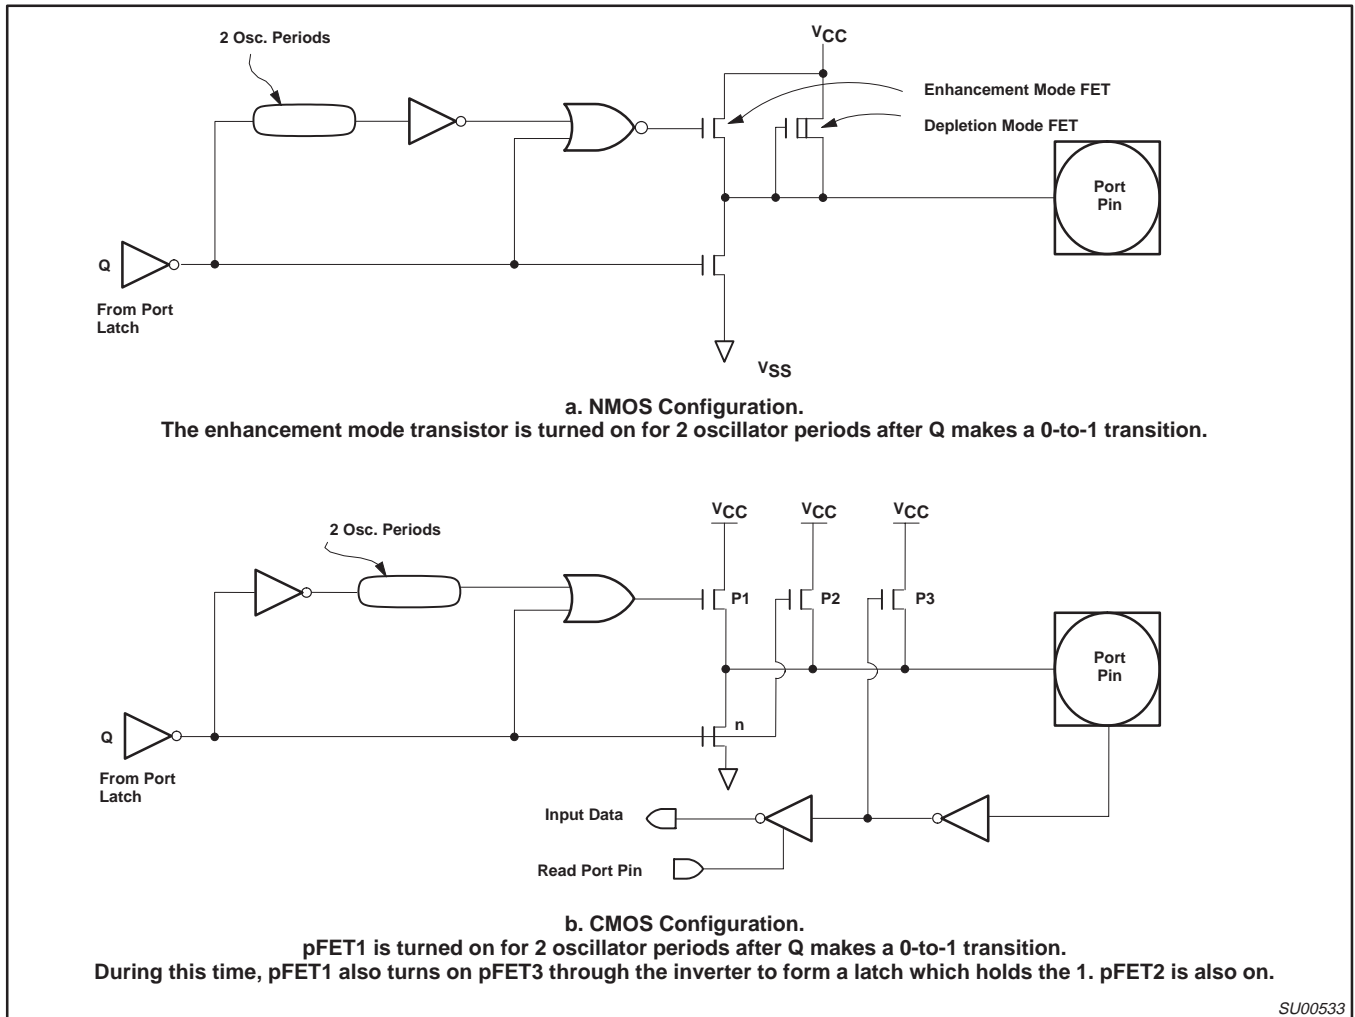 2 Osc. Periods
VCC
Enhancement Mode FET
Depletion Mode FET
Port
Pin
Q
From Port
Latch
VSS
a. NMOS Configuration.
The enhancement mode transistor is turned on for 2 oscillator periods after Q makes a 0-to-1 transition.
VCC
VCC
VCC
2 Osc. Periods
P1
P2
P3
Port
Pin
n
Q
From Port
Latch
Input Data
Read Port Pin
b. CMOS Configuration.
pFET1 is turned on for 2 oscillator periods after Q makes a 0-to-1 transition.
During this time, pFET1 also turns on pFET3 through the inverter to form a latch which holds the 1. pFET2 is also on.
SU00533